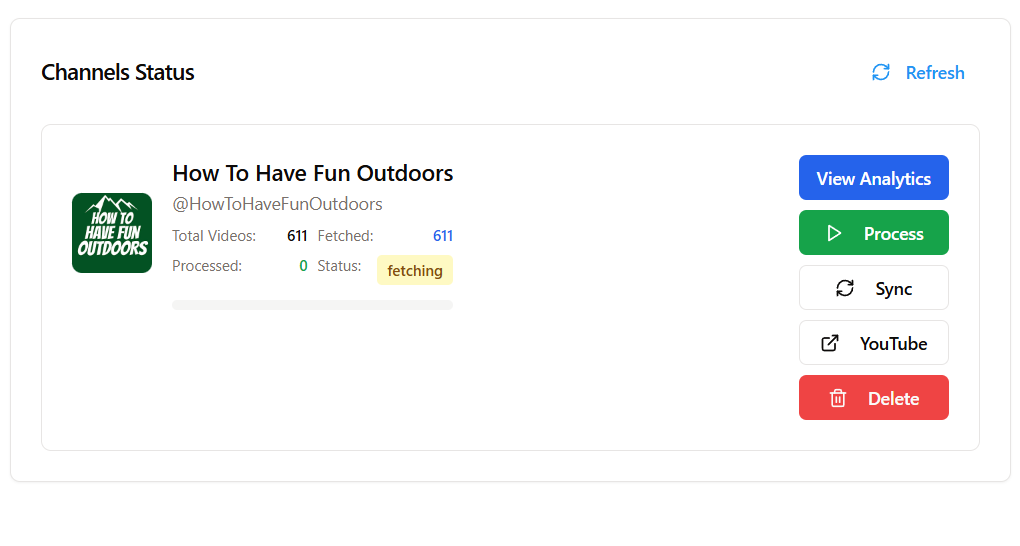 Channels Status
Refresh
HOW TO
HAVE FUN
OUTDOORS
How To Have Fun Outdoors
@HowToHaveFunOutdoors
Total Videos: 611 Fetched: 611
Processed: 0 Status: fetching
View Analytics
Process
Sync
YouTube
Delete